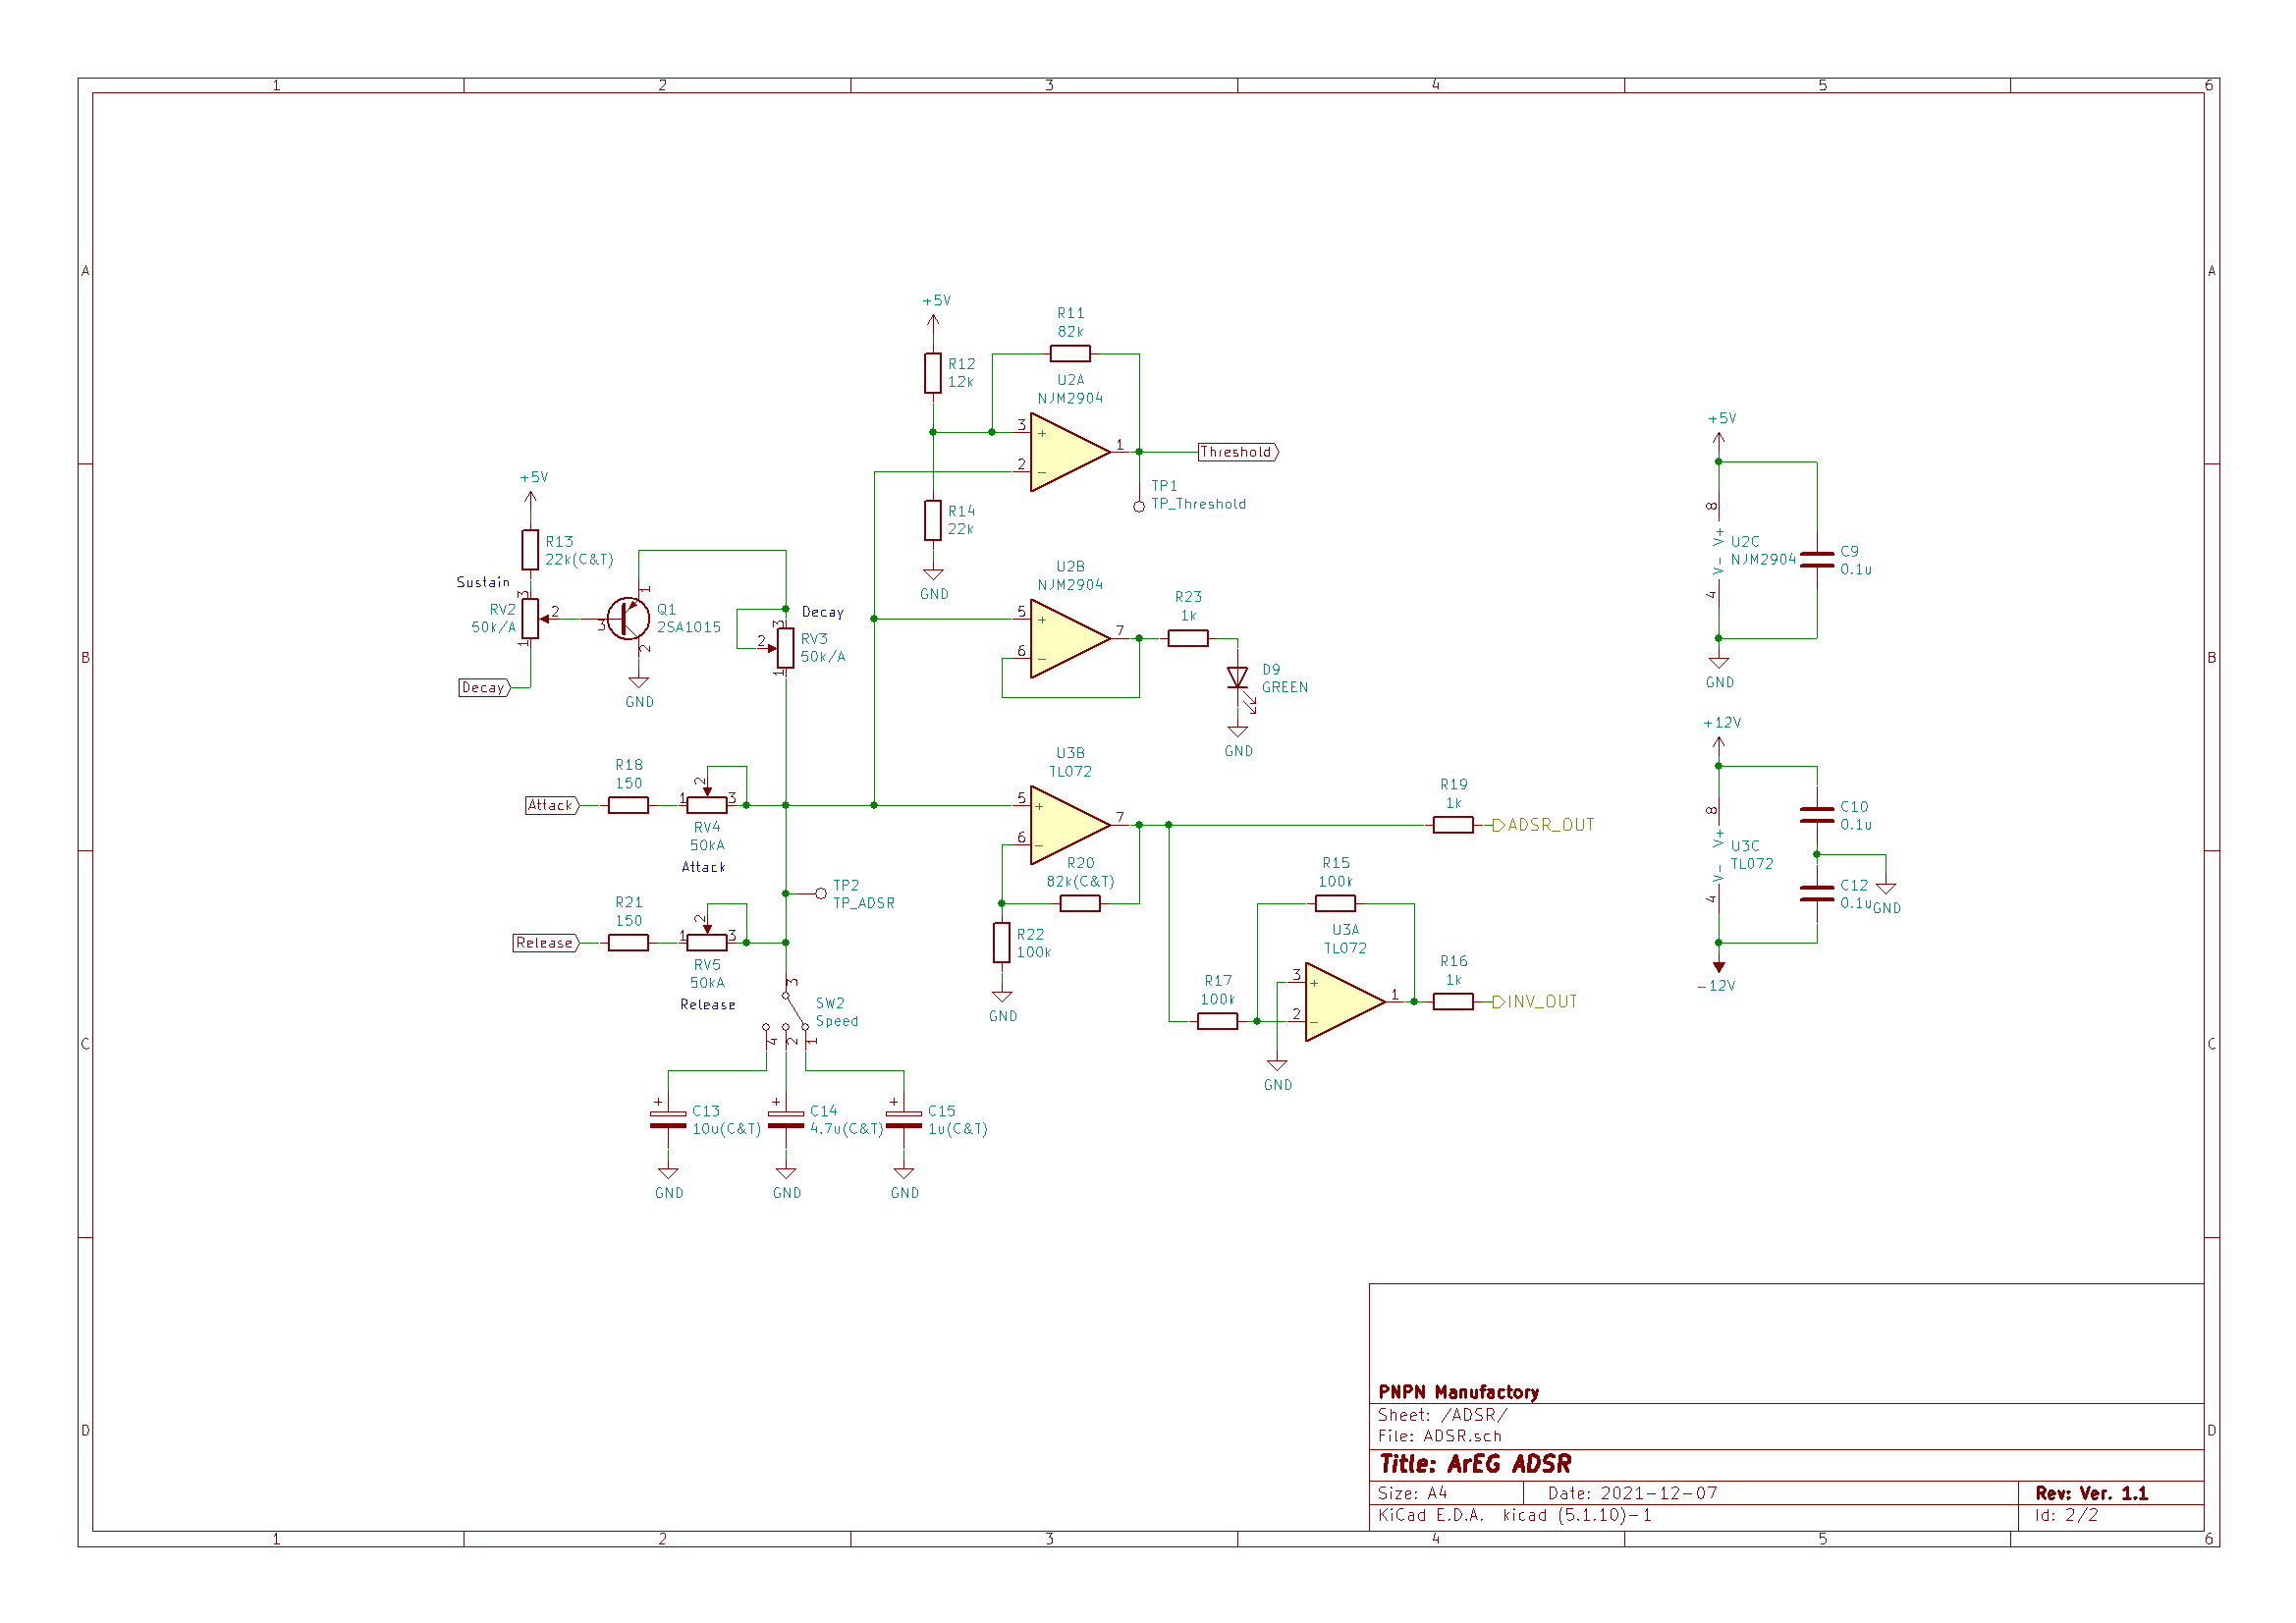 1 2 3 4 5 6
A A
+5V
R11
82k
R12
12k
U2A
NJM2904
3 +
1
2 −
Threshold
TP1
TP_Threshold
R14
22k
GND
+5V
R13
22k(C&T)
Sustain
3
RV2
50k/A
2
1
Decay
1
3
Q1
2SA1015
2
GND
Decay
3
2
RV3
50k/A
1
U2B
NJM2904
5 +
7
6 −
R23
1k
D9
GREEN
GND
+5V
8
V+
V-
U2C
NJM2904
4
C9
0.1u
GND
B B
R18
150
Attack
2
1 3
RV4
50kA
Attack
U3B
TL072
5 +
7
6 −
R20
82k(C&T)
R22
100k
GND
R19
1k
ADSR_OUT
TP2
TP_ADSR
R21
150
Release
2
1 3
RV5
50kA
Release
3
SW2
Speed
4 2 1
R15
100k
U3A
TL072
R17
100k
3 +
1
2 −
GND
R16
1k
INV_OUT
+12V
8
V+
V-
U3C
TL072
4
C10
0.1u
C12
0.1u
GND
-12V
C C
+
C13
10u(C&T)
GND
+
C14
4.7u(C&T)
GND
+
C15
1u(C&T)
GND
D D
PNPN Manufactory
Sheet: /ADSR/
File: ADSR.sch
Title: ArEG ADSR
Size: A4 Date: 2021-12-07 Rev: Ver. 1.1
KiCad E.D.A. kicad (5.1.10)-1 Id: 2/2
1 2 3 4 5 6